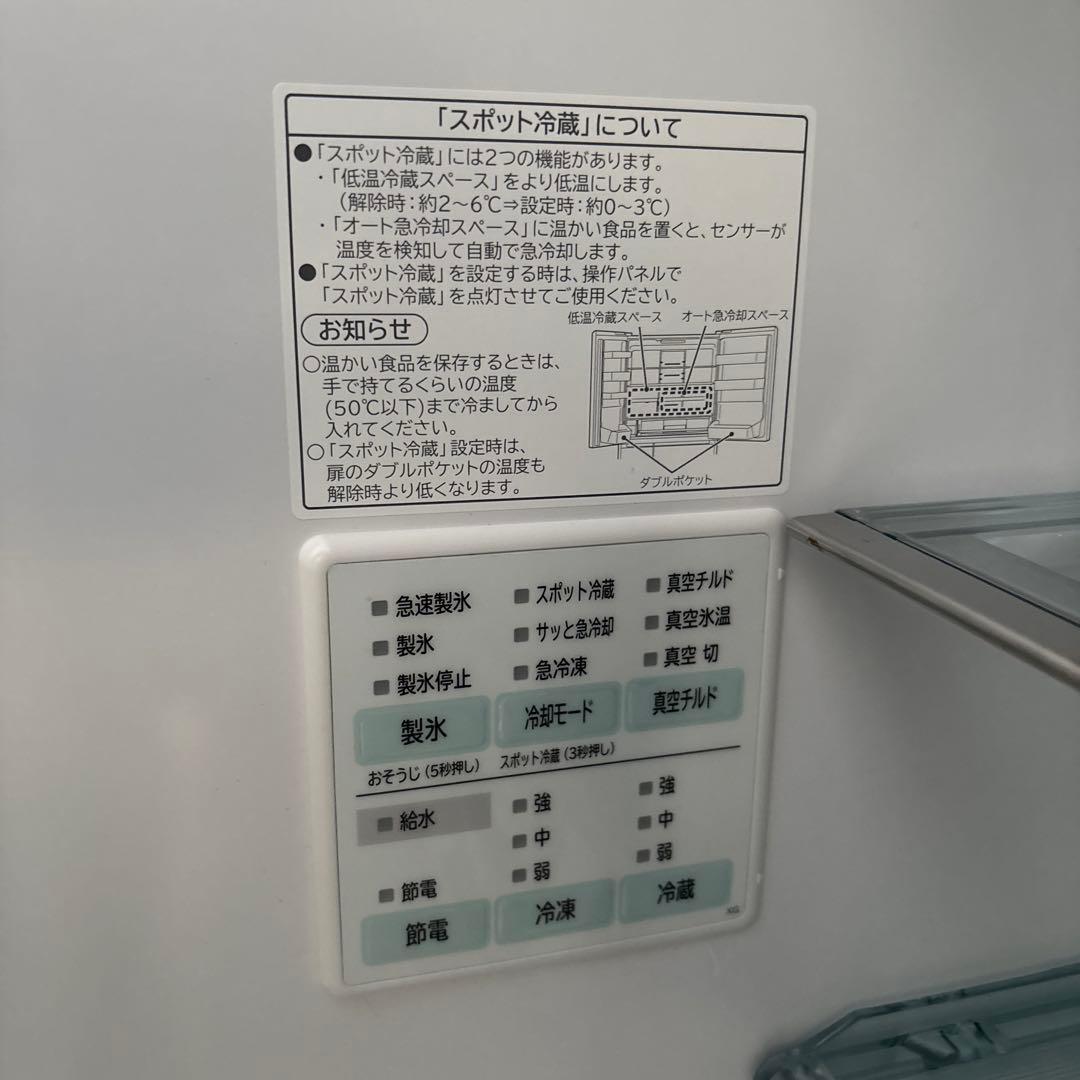 「スポット冷蔵」について
●「スポット冷蔵」には2つの機能があります。
・「低温冷蔵スペース」をより低温にします。
(解除時:約2〜6℃⇒設定時:約0〜3℃)
・「オート急冷却スペース」に温かい食品を置くと、センサーが
温度を検知して自動で急冷却します。
●「スポット冷蔵」を設定する時は、操作パネルで
「スポット冷蔵」を点灯させてご使用ください。
お知らせ
低温冷蔵スペース オート急冷却スペース
○温かい食品を保存するときは、
手で持てるくらいの温度
(50℃以下)まで冷ましてから
入れてください。
○「スポット冷蔵」設定時は、
扉のダブルポケットの温度も
解除時より低くなります。
ダブルポケット
急速製氷
製氷
製氷停止
製氷
おそうじ(5秒押し)
スポット冷蔵
サッと急冷却
急冷凍
冷却モード
スポット冷蔵(3秒押し)
真空チルド
真空氷温
真空 切
真空チルド
給水
節電
節電
強
中
弱
冷凍
強
中
弱
冷蔵